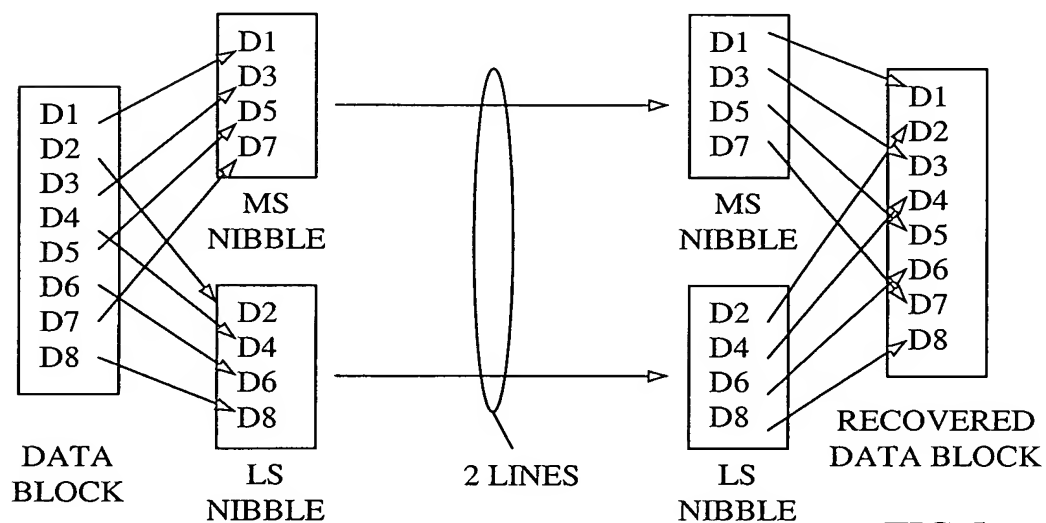 D1
D2
D3
D4
D5
D6
D7
D8
DATA
BLOCK
D1
D3
D5
D7
MS
NIBBLE
D2
D4
D6
D8
LS
NIBBLE
2 LINES
D1
D3
D5
D7
MS
NIBBLE
D2
D4
D6
D8
LS
NIBBLE
D1
D2
D3
D4
D5
D6
D7
D8
RECOVERED
DATA BLOCK